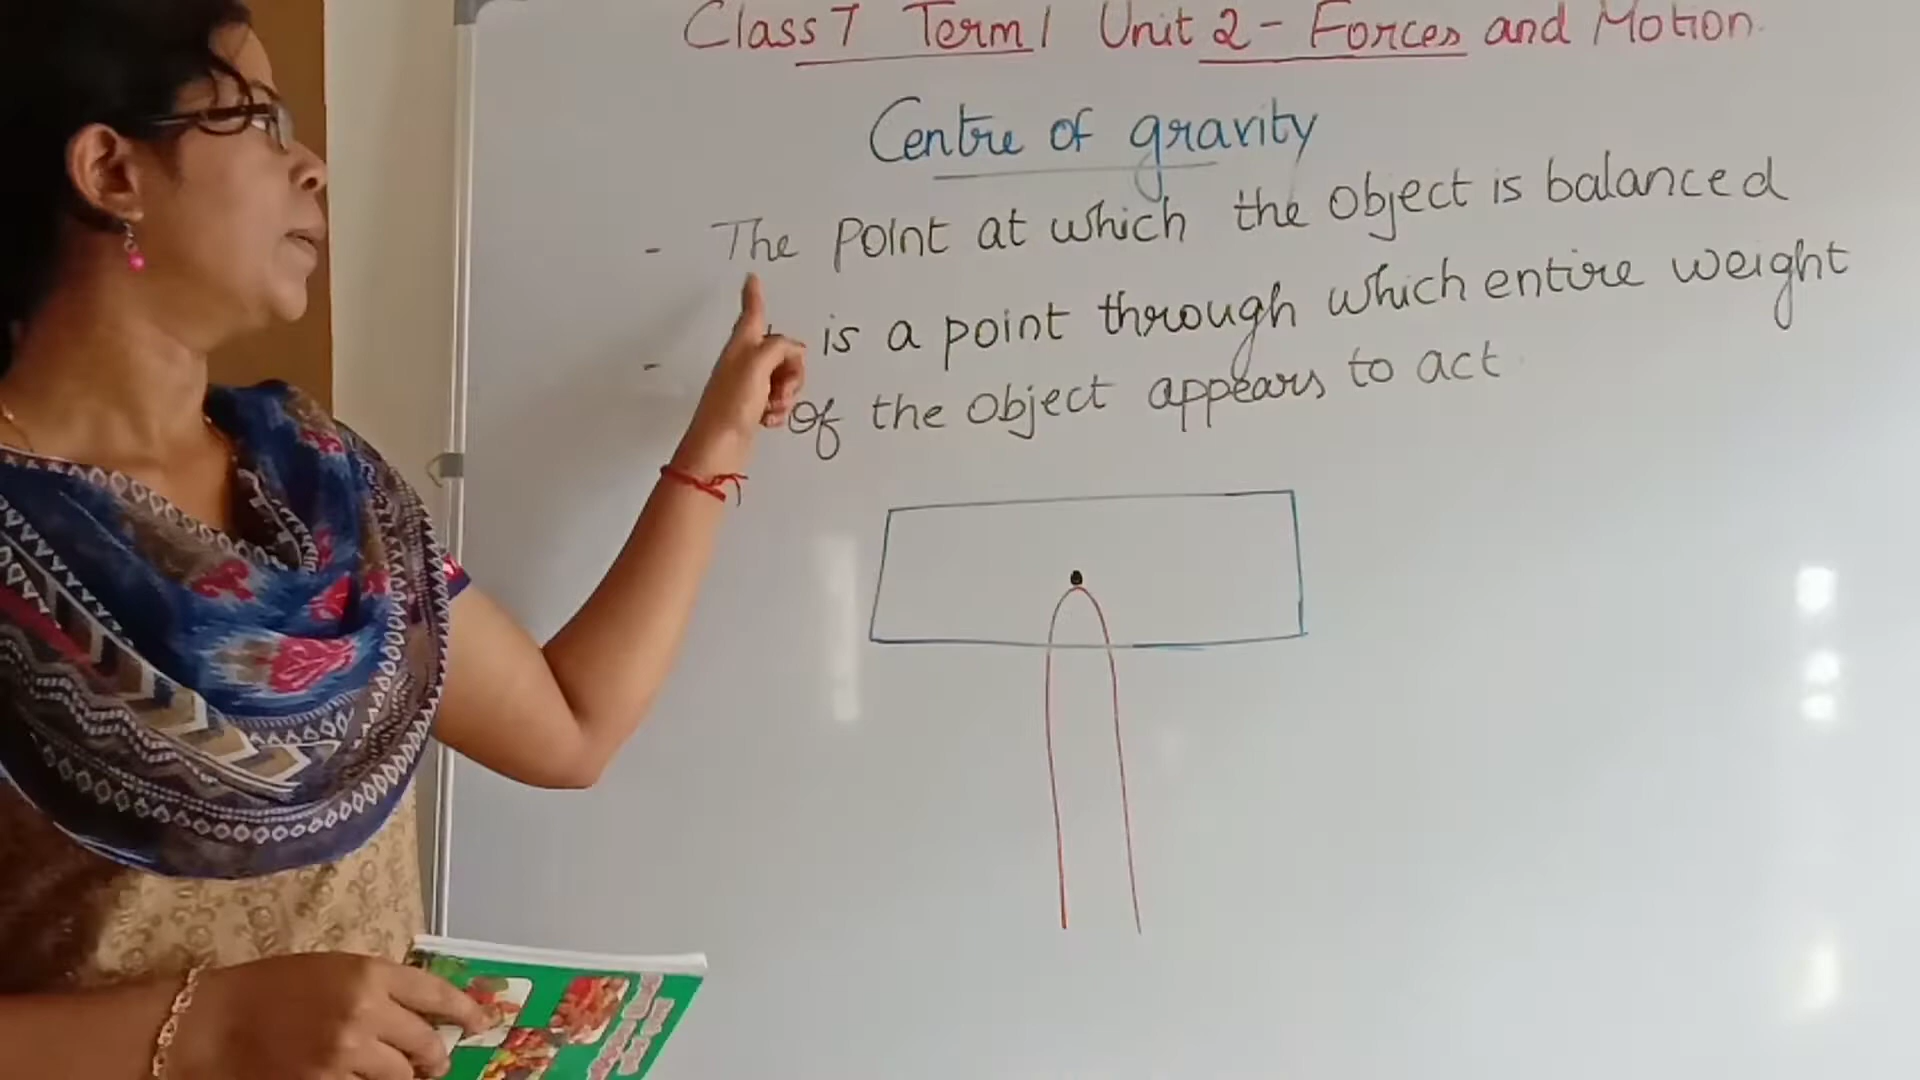 Class 7 Term 1 Unit 2 - Forces and Motion.
Centre of gravity
- The Point at which the object is balanced
- is a point through which entire weight
of the object appears to act